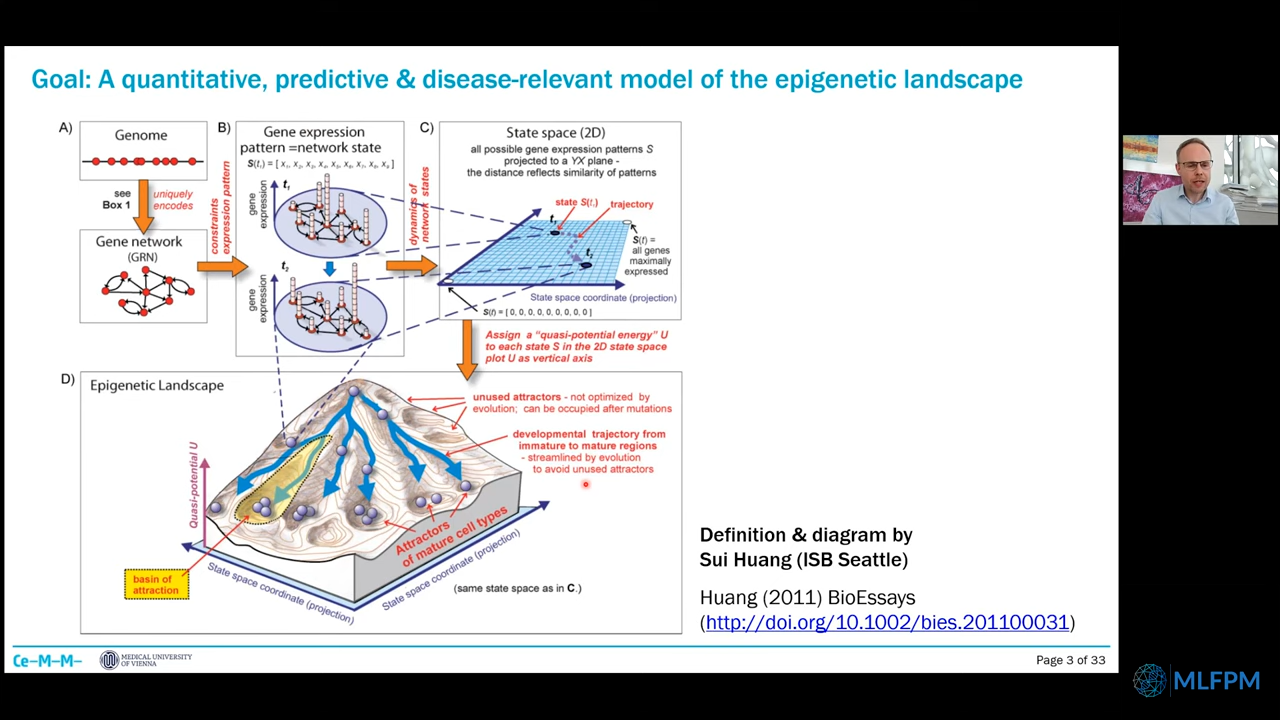 Goal: A quantitative, predictive & disease-relevant model of the epigenetic landscape
A)
Genome
see
Box 1
uniquely
encodes
Gene network
(GRN)
constraints
expression pattern
B)
Gene expression
pattern =network state
S(t,) = [ x₁, x₂, x₃, x₄, x₅, x₆, x₇, x₈, x₉ ]
t₁
gene
expression
t₂
gene
expression
dynamics of
network states
C)
State space (2D)
all possible gene expression patterns S
projected to a YX plane -
the distance reflects similarity of patterns
state S(t,)
trajectory
t₁
t₂
S(t) =
all genes
maximally
expressed
State space coordinate (projection)
S(t) = [ 0, 0, 0, 0, 0, 0, 0, 0, 0 ]
Assign a “quasi-potential energy” U
to each state S in the 2D state space
plot U as vertical axis
D)
Epigenetic Landscape
unused attractors - not optimized by
evolution; can be occupied after mutations
developmental trajectory from
immature to mature regions
- streamlined by evolution
to avoid unused attractors
Quasi-potential U
Attractors
of mature cell types
basin of
attraction
State space coordinate (projection)
State space coordinate (projection)
(same state space as in C.)
Definition & diagram by
Sui Huang (ISB Seattle)
Huang (2011) BioEssays
(http://doi.org/10.1002/bies.201100031)
Ce-M-M-
MEDICAL UNIVERSITY
OF VIENNA
Page 3 of 33
MLFPM